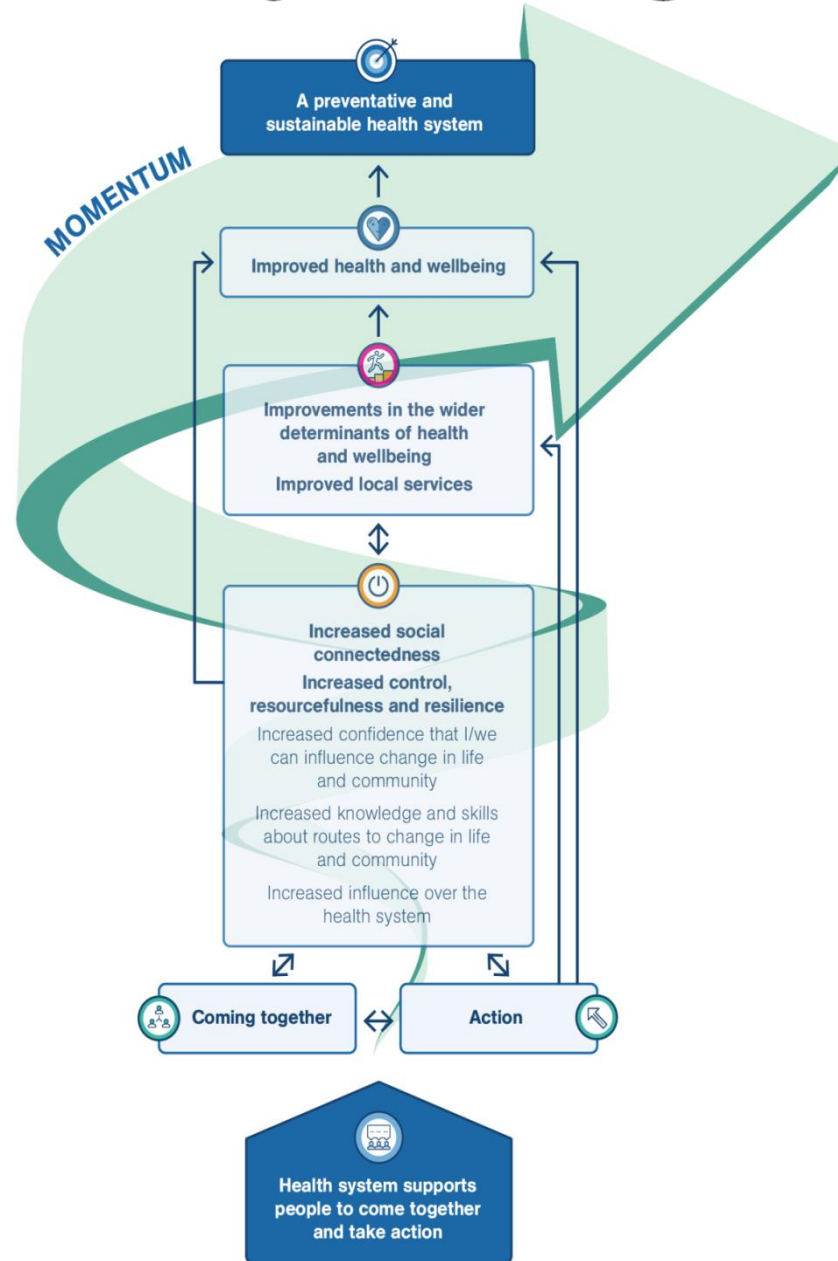 A preventative and
sustainable health system
MOMENTUM
Improved health and wellbeing
Improvements in the wider
determinants of health
and wellbeing
Improved local services
Increased social
connectedness
Increased control,
resourcefulness and resilience
Increased confidence that I/we
can influence change in life
and community
Increased knowledge and skills
about routes to change in life
and community
Increased influence over the
health system
Coming together
Action
Health system supports
people to come together
and take action